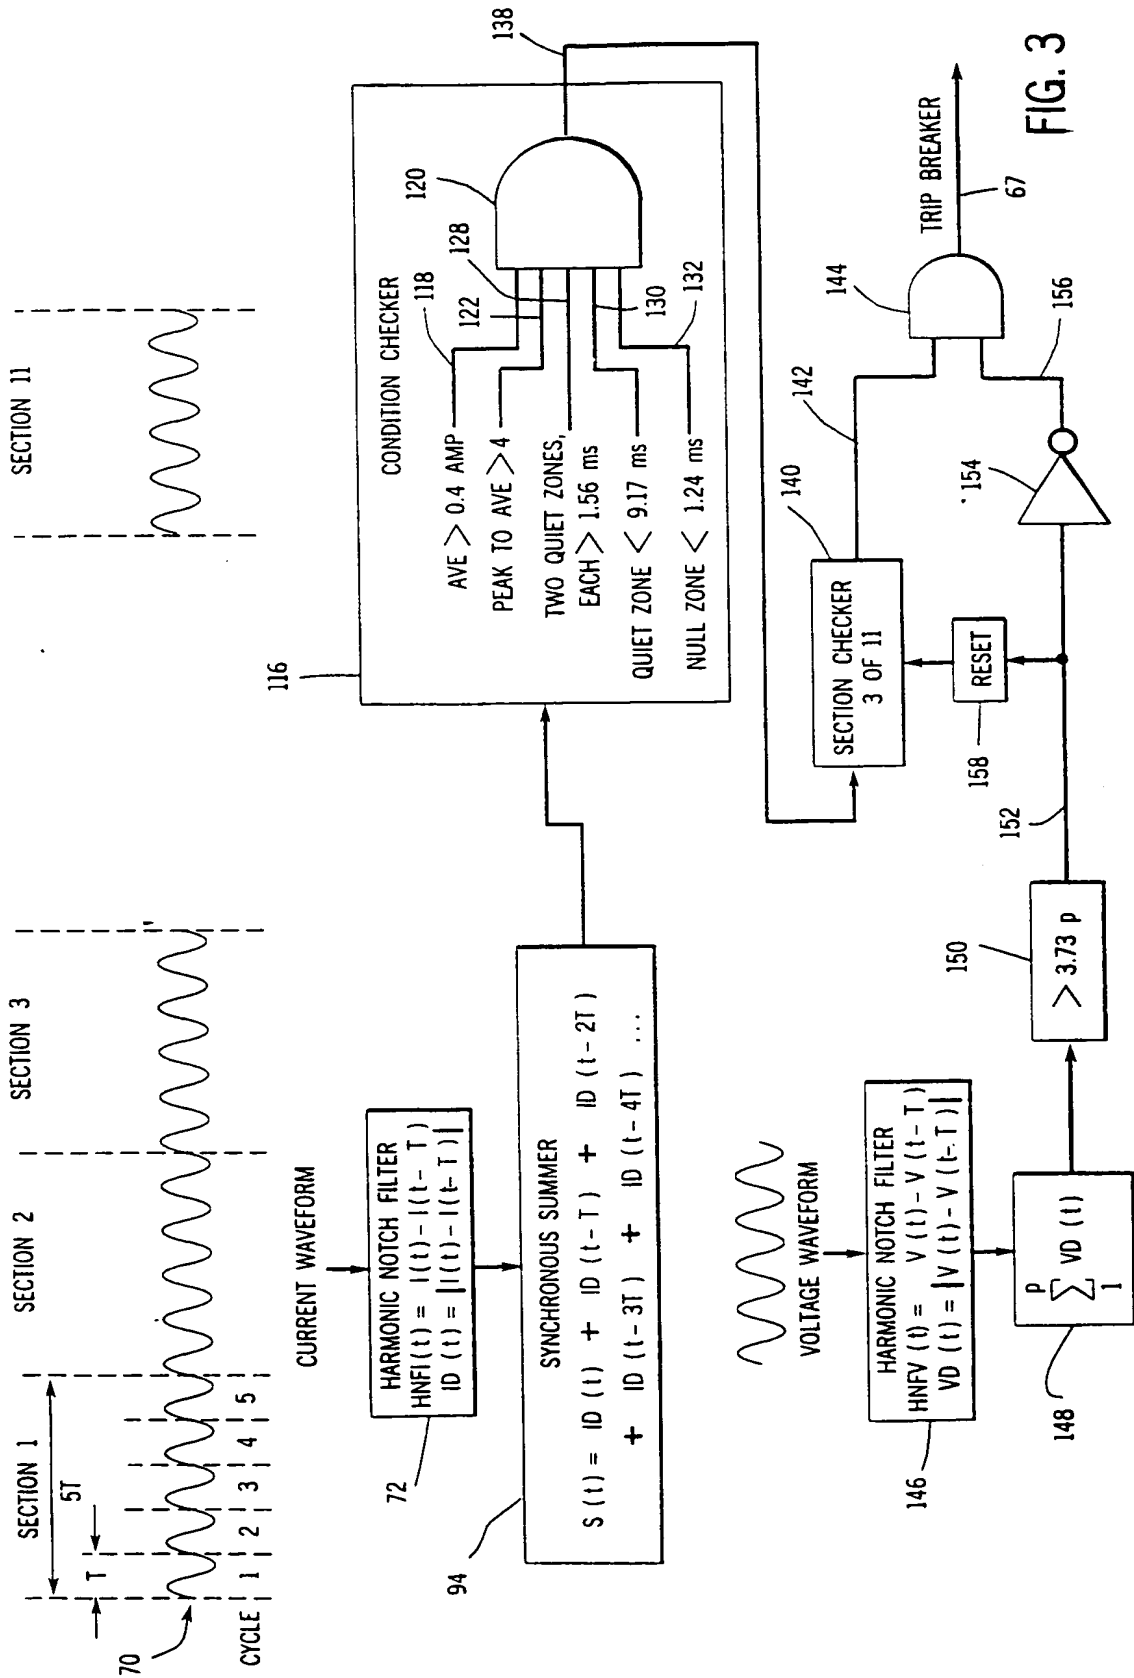 SECTION 1
SECTION 2
SECTION 3
SECTION 11
5T
T
70
CYCLE
1
2
3
4
5
CURRENT WAVEFORM
HARMONIC NOTCH FILTER
HNFI(t) = I(t)-I(t-T)
ID(t) = |I(t)-I(t-T)|
72
SYNCHRONOUS SUMMER
S(t) = ID(t) + ID(t-T) + ID(t-2T)
+ ID(t-3T) + ID(t-4T) ...
94
116
CONDITION CHECKER
AVE > 0.4 AMP
PEAK TO AVE > 4
TWO QUIET ZONES,
EACH > 1.56 ms
QUIET ZONE < 9.17 ms
NULL ZONE < 1.24 ms
118
122
128
130
132
120
138
VOLTAGE WAVEFORM
HARMONIC NOTCH FILTER
HNFV(t) = V(t)-V(t-T)
VD(t) = |V(t)-V(t-T)|
146
p
Σ VD(t)
1
148
> 3.73 p
150
152
RESET
158
SECTION CHECKER
3 OF 11
140
142
154
156
144
TRIP BREAKER
67
FIG. 3